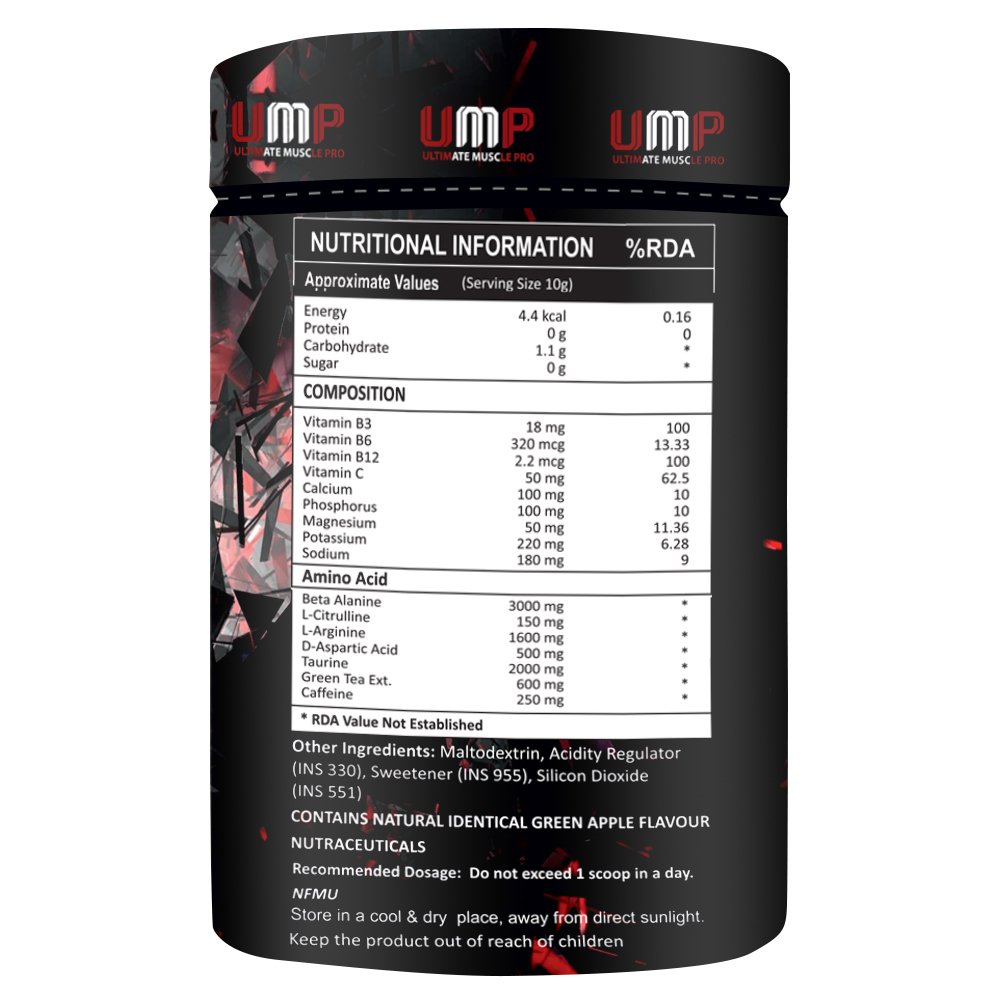 UMP UMP UMP
ULTIMATE MUSCLE PRO ULTIMATE MUSCLE PRO ULTIMATE MUSCLE PRO
NUTRITIONAL INFORMATION %RDA
Approximate Values (Serving Size 10g)
Energy 4.4 kcal 0.16
Protein 0 g 0
Carbohydrate 1.1 g *
Sugar 0 g *
COMPOSITION
Vitamin B3 18 mg 100
Vitamin B6 320 mcg 13.33
Vitamin B12 2.2 mcg 100
Vitamin C 50 mg 62.5
Calcium 100 mg 10
Phosphorus 100 mg 10
Magnesium 50 mg 11.36
Potassium 220 mg 6.28
Sodium 180 mg 9
Amino Acid
Beta Alanine 3000 mg *
L-Citrulline 150 mg *
L-Arginine 1600 mg *
D-Aspartic Acid 500 mg *
Taurine 2000 mg *
Green Tea Ext. 600 mg *
Caffeine 250 mg *
* RDA Value Not Established
Other Ingredients: Maltodextrin, Acidity Regulator
(INS 330), Sweetener (INS 955), Silicon Dioxide
(INS 551)
CONTAINS NATURAL IDENTICAL GREEN APPLE FLAVOUR
NUTRACEUTICALS
Recommended Dosage: Do not exceed 1 scoop in a day.
NFMU
Store in a cool & dry place, away from direct sunlight.
Keep the product out of reach of children